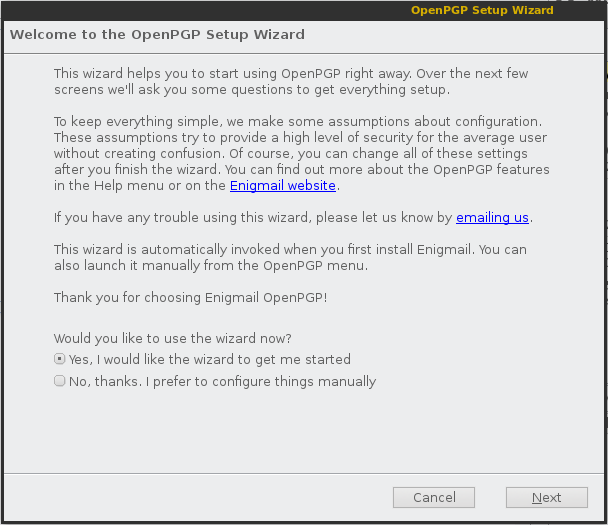 OpenPGP Setup Wizard
Welcome to the OpenPGP Setup Wizard
This wizard helps you to start using OpenPGP right away. Over the next few
screens we'll ask you some questions to get everything setup.
To keep everything simple, we make some assumptions about configuration.
These assumptions try to provide a high level of security for the average user
without creating confusion. Of course, you can change all of these settings
after you finish the wizard. You can find out more about the OpenPGP features
in the Help menu or on the Enigmail website.
If you have any trouble using this wizard, please let us know by emailing us.
This wizard is automatically invoked when you first install Enigmail. You can
also launch it manually from the OpenPGP menu.
Thank you for choosing Enigmail OpenPGP!
Would you like to use the wizard now?
Yes, I would like the wizard to get me started
No, thanks. I prefer to configure things manually
Cancel Next